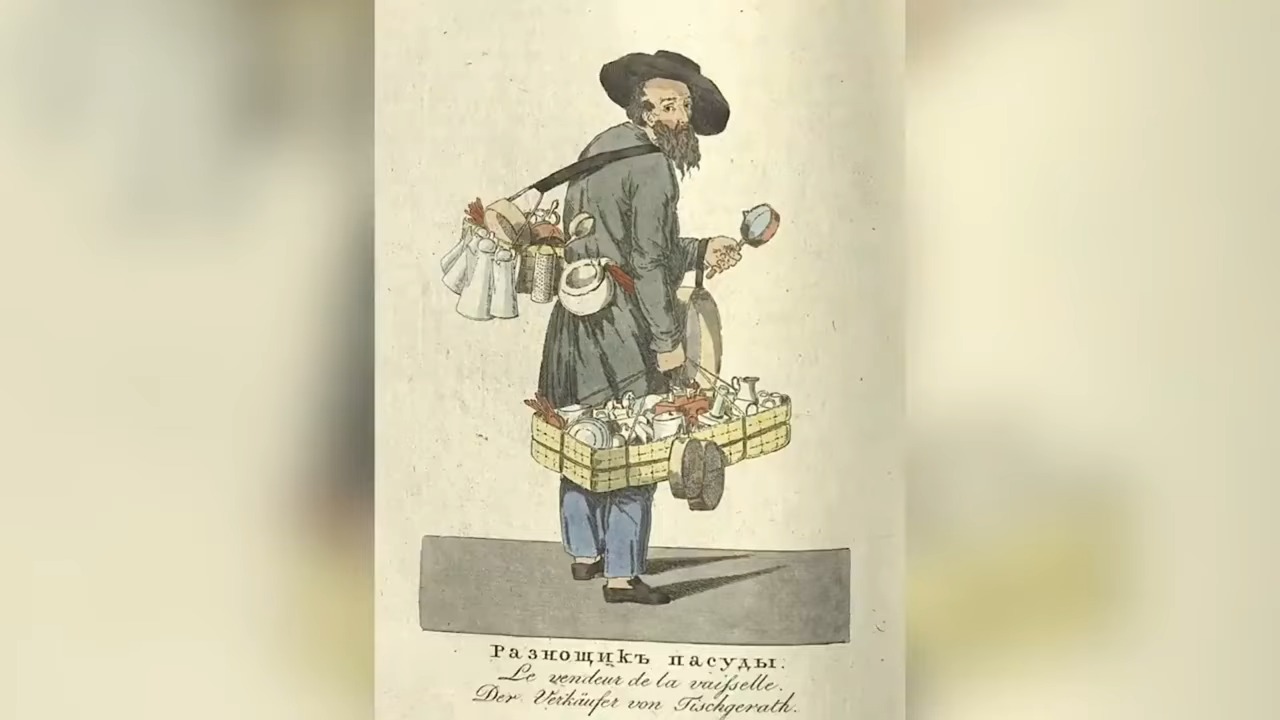 Разнощикъ пасуды.
Le vendeur de la vaiſselle.
Der Verkäufer von Tischgerath.